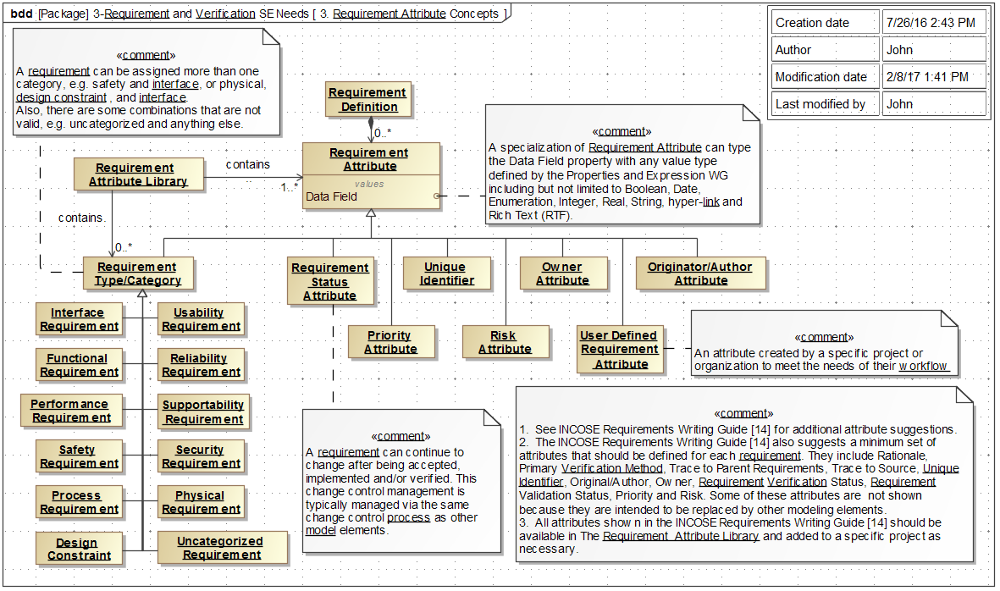 bdd [Package] 3-Requirement and Verification SE Needs [ 3. Requirement Attribute Concepts ]
Creation date 7/26/16 2:43 PM
Author John
Modification date 2/8/17 1:41 PM
Last modified by John
«comment»
A requirement can be assigned more than one
category, e.g. safety and interface, or physical,
design constraint , and interface.
Also, there are some combinations that are not
valid, e.g. uncategorized and anything else.
Requirement
Definition
0..*
Requirement
Attribute
values
Data Field
«comment»
A specialization of Requirement Attribute can type
the Data Field property with any value type
defined by the Properties and Expression WG
including but not limited to Boolean, Date,
Enumeration, Integer, Real, String, hyper-link and
Rich Text (RTF).
Requirement
Attribute Library
contains
1..*
contains.
0..*
Requirement
Type/Category
Requirement
Status
Attribute
Unique
Identifier
Owner
Attribute
Originator/Author
Attribute
Priority
Attribute
Risk
Attribute
User Defined
Requirement
Attribute
«comment»
An attribute created by a specific project or
organization to meet the needs of their workflow
Interface
Requirement
Usability
Requirement
Functional
Requirement
Reliability
Requirement
Performance
Requirement
Supportability
Requirement
Safety
Requirement
Security
Requirement
Process
Requirement
Physical
Requirement
Design
Constraint
Uncategorized
Requirement
«comment»
A requirement can continue to
change after being accepted,
implemented and/or verified. This
change control management is
typically managed via the same
change control process as other
model elements.
«comment»
1. See INCOSE Requirements Writing Guide [14] for additional attribute suggestions.
2. The INCOSE Requirements Writing Guide [14] also suggests a minimum set of
attributes that should be defined for each requirement. They include Rationale,
Primary Verification Method, Trace to Parent Requirements, Trace to Source, Unique
Identifier, Original/Author, Owner, Requirement Verification Status, Requirement
Validation Status, Priority and Risk. Some of these attributes are not shown
because they are intended to be replaced by other modeling elements.
3. All attributes shown in the INCOSE Requirements Writing Guide [14] should be
available in The Requirement Attribute Library and added to a specific project as
necessary.